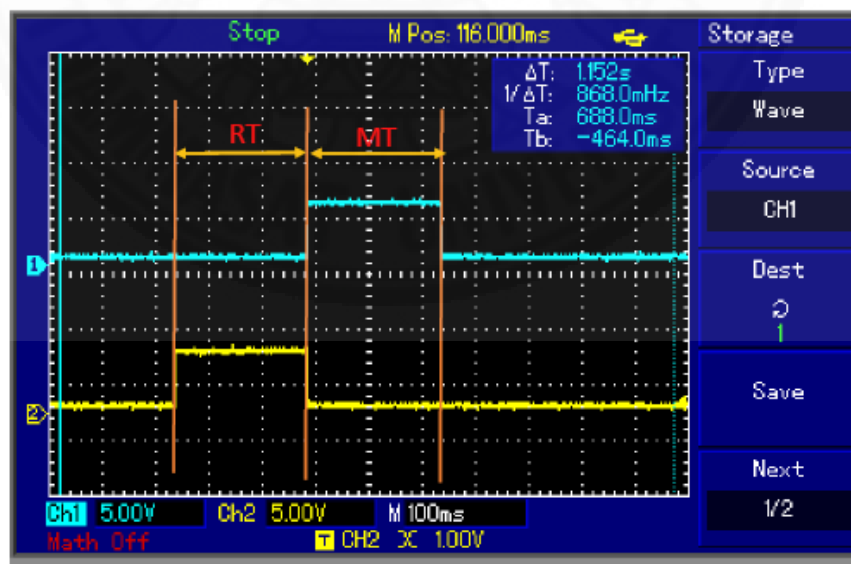 Stop M Pos: 116.000ms Storage
ΔT: 1.152s
1/ΔT: 868.0mHz
Ta: 688.0ms
Tb: -464.0ms
RT MT
Type
Wave
Source
CH1
Dest
1
Save
Next
1/2
1
2
Ch1 5.00V Ch2 5.00V M 100ms
Math Off T CH2 1.00V